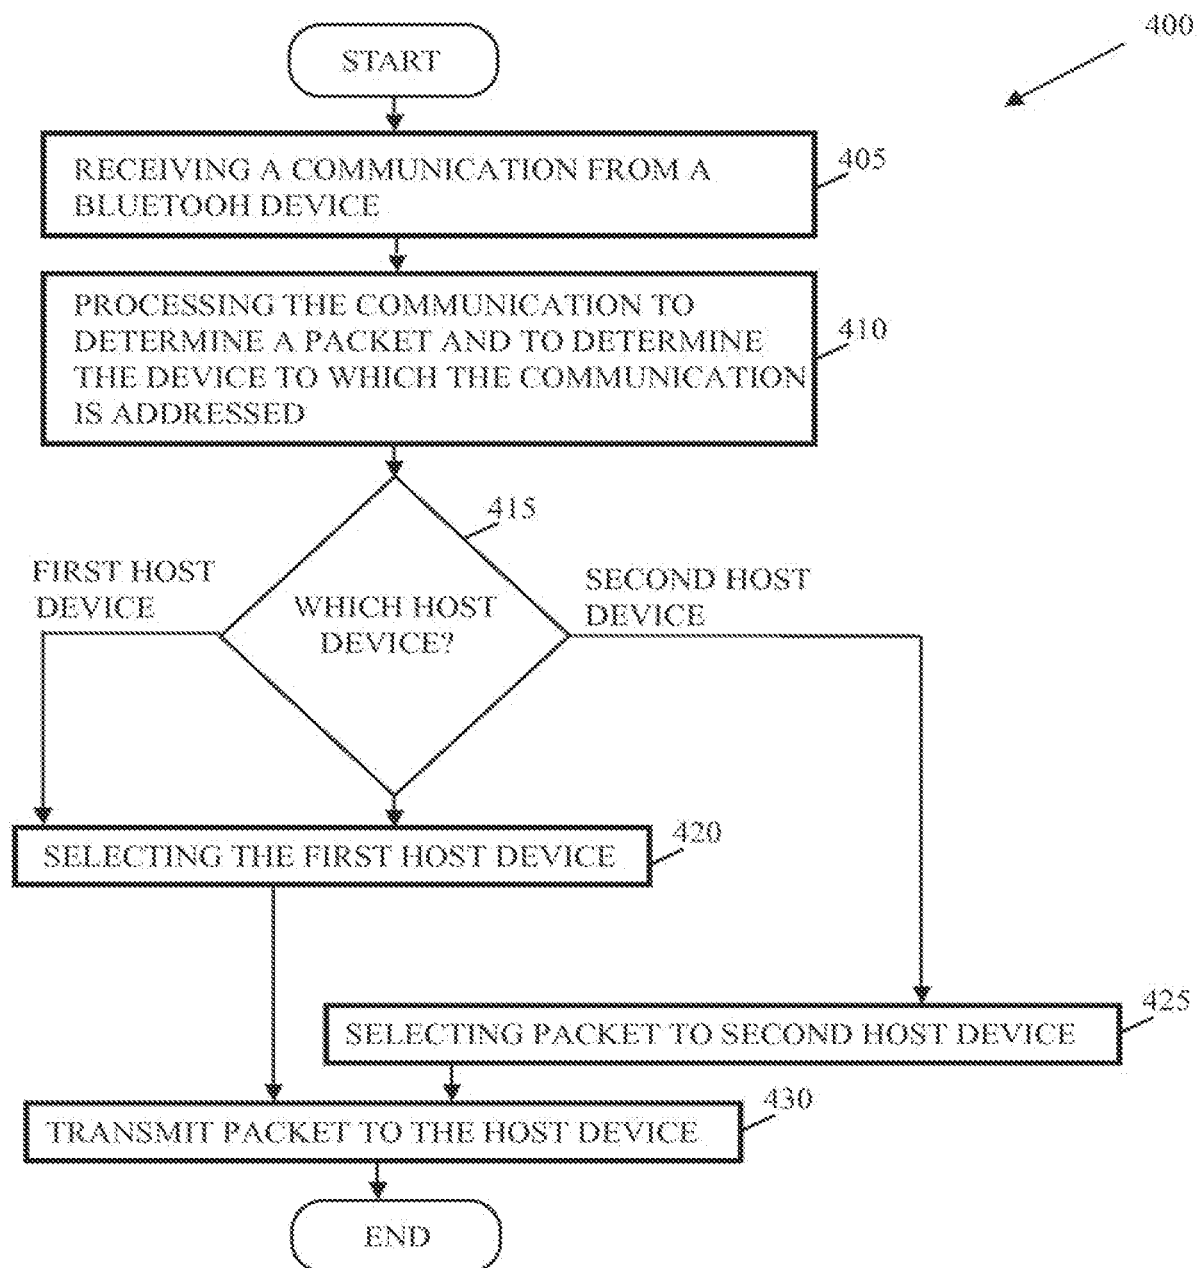 400
START
RECEIVING A COMMUNICATION FROM A
BLUETOOH DEVICE
405
PROCESSING THE COMMUNICATION TO
DETERMINE A PACKET AND TO DETERMINE
THE DEVICE TO WHICH THE COMMUNICATION
IS ADDRESSED
410
415
FIRST HOST
DEVICE
WHICH HOST
DEVICE?
SECOND HOST
DEVICE
SELECTING THE FIRST HOST DEVICE
420
SELECTING PACKET TO SECOND HOST DEVICE
425
TRANSMIT PACKET TO THE HOST DEVICE
430
END